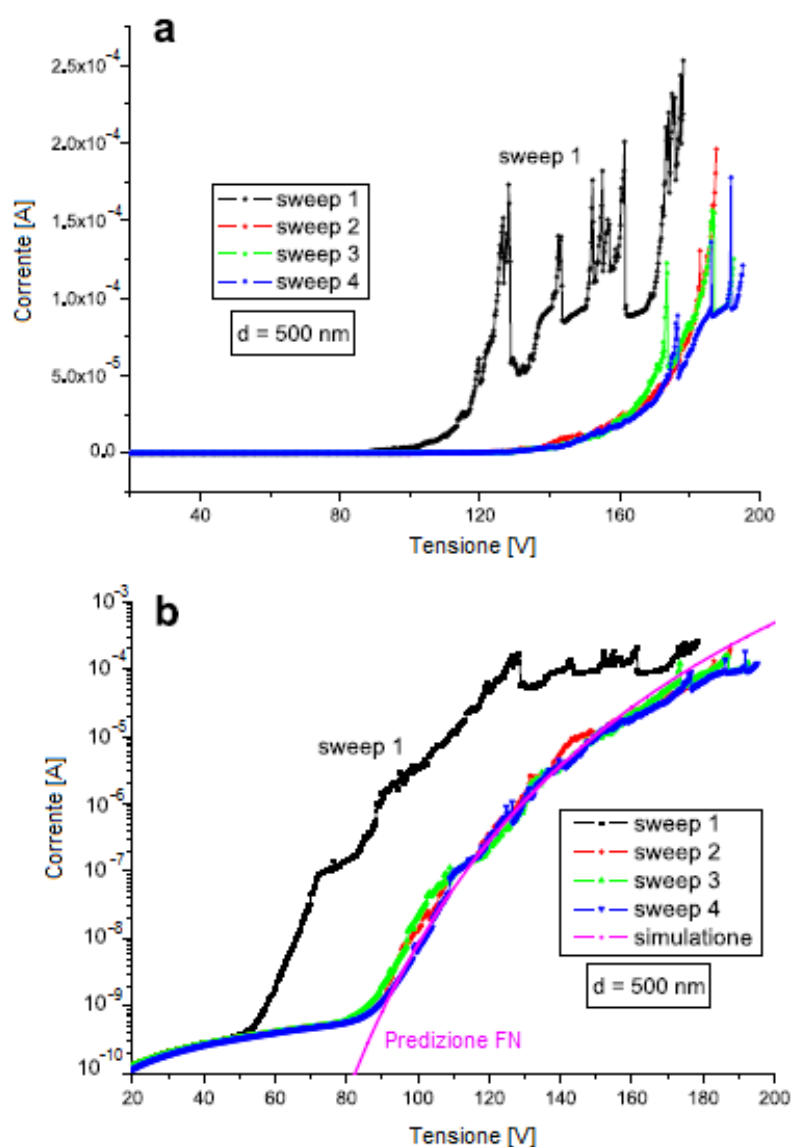 a
2.5x10⁻⁴
2.0x10⁻⁴
1.5x10⁻⁴
1.0x10⁻⁴
5.0x10⁻⁵
0.0
Corrente [A]
sweep 1
sweep 1
sweep 2
sweep 3
sweep 4
d = 500 nm
40 80 120 160 200
Tensione [V]
b
10⁻³
10⁻⁴
10⁻⁵
10⁻⁶
10⁻⁷
10⁻⁸
10⁻⁹
10⁻¹⁰
Corrente [A]
sweep 1
sweep 1
sweep 2
sweep 3
sweep 4
simulatione
d = 500 nm
Predizione FN
20 40 60 80 100 120 140 160 180 200
Tensione [V]